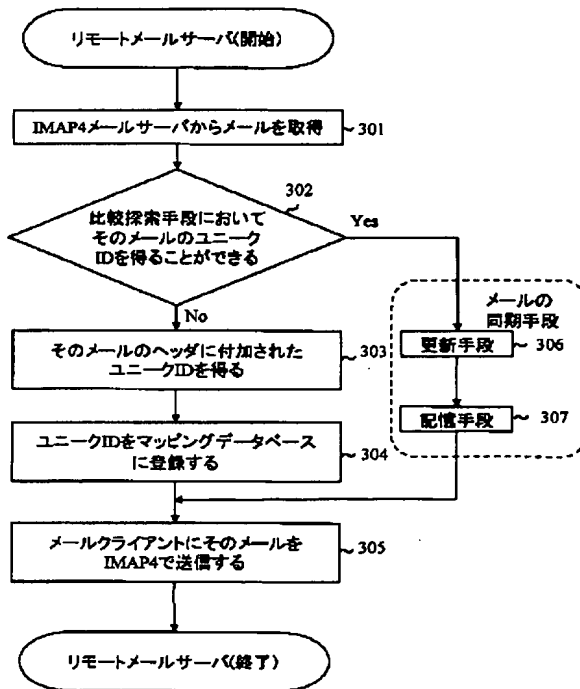 リモートメールサーバ(開始)
IMAP4メールサーバからメールを取得
301
302
比較探索手段において
そのメールのユニーク
IDを得ることができる
Yes
No
メールの
同期手段
そのメールのヘッダに付加された
ユニークIDを得る
303
更新手段
306
ユニークIDをマッピングデータベース
に登録する
304
記憶手段
307
メールクライアントにそのメールを
IMAP4で送信する
305
リモートメールサーバ(終了)